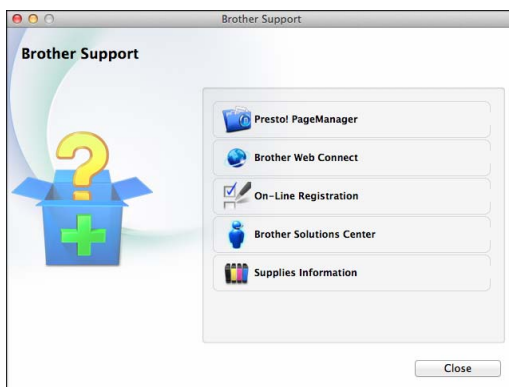 Brother Support
Brother Support
Presto! PageManager
Brother Web Connect
On-Line Registration
Brother Solutions Center
Supplies Information
Close